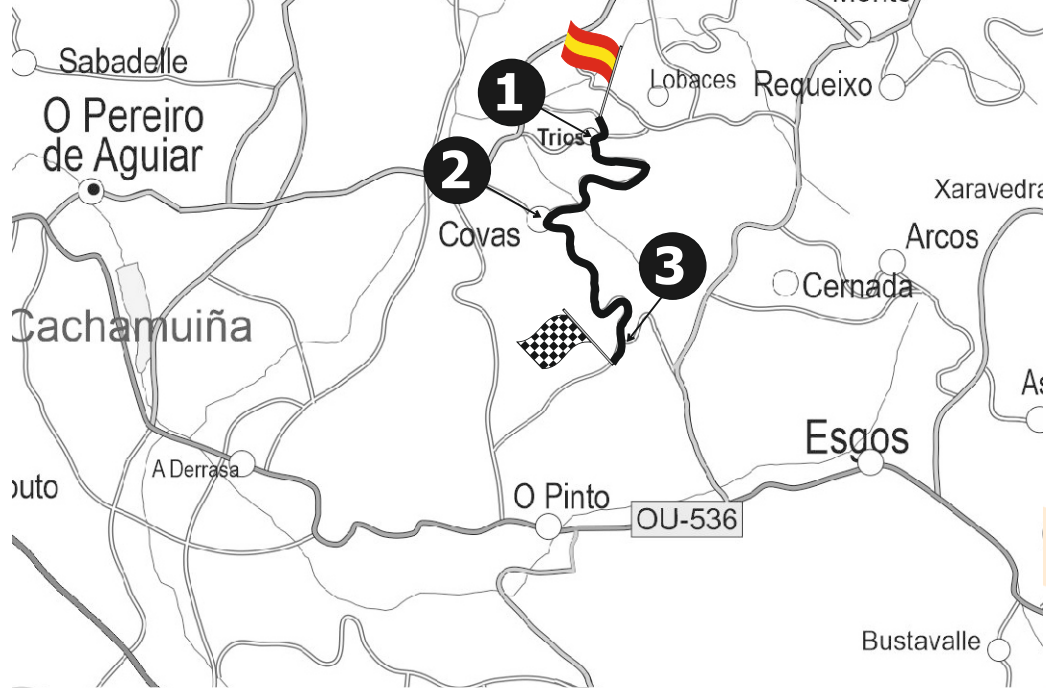 Sabadelle
Lobaces
Requeixo
1
O Pereiro
de Aguiar
Trios
2
Xaravedra
Covas
Arcos
3
Cernada
Cachamuiña
Esgos
A Derrasa
outo
O Pinto
OU-536
Bustavalle